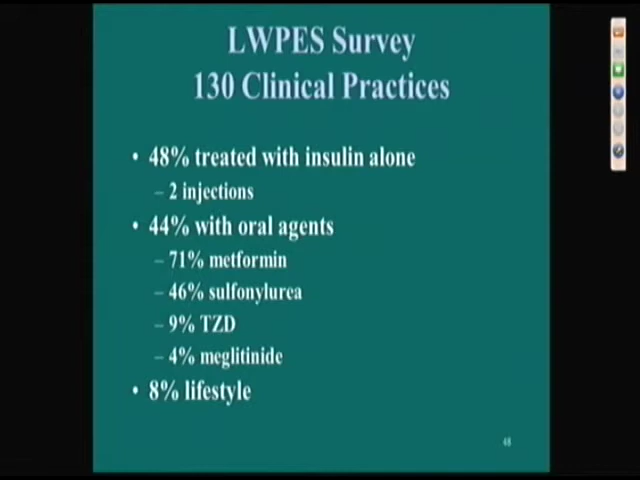 LWPES Survey
130 Clinical Practices
• 48% treated with insulin alone
– 2 injections
• 44% with oral agents
– 71% metformin
– 46% sulfonylurea
– 9% TZD
– 4% meglitinide
• 8% lifestyle
48